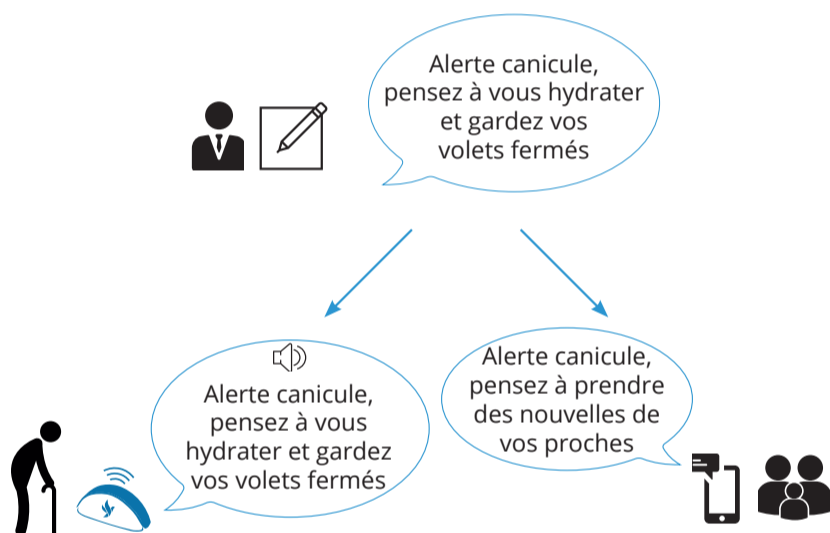 Alerte canicule,
pensez à vous hydrater
et gardez vos
volets fermés
Alerte canicule,
pensez à vous
hydrater et gardez
vos volets fermés
Alerte canicule,
pensez à prendre
des nouvelles de
vos proches